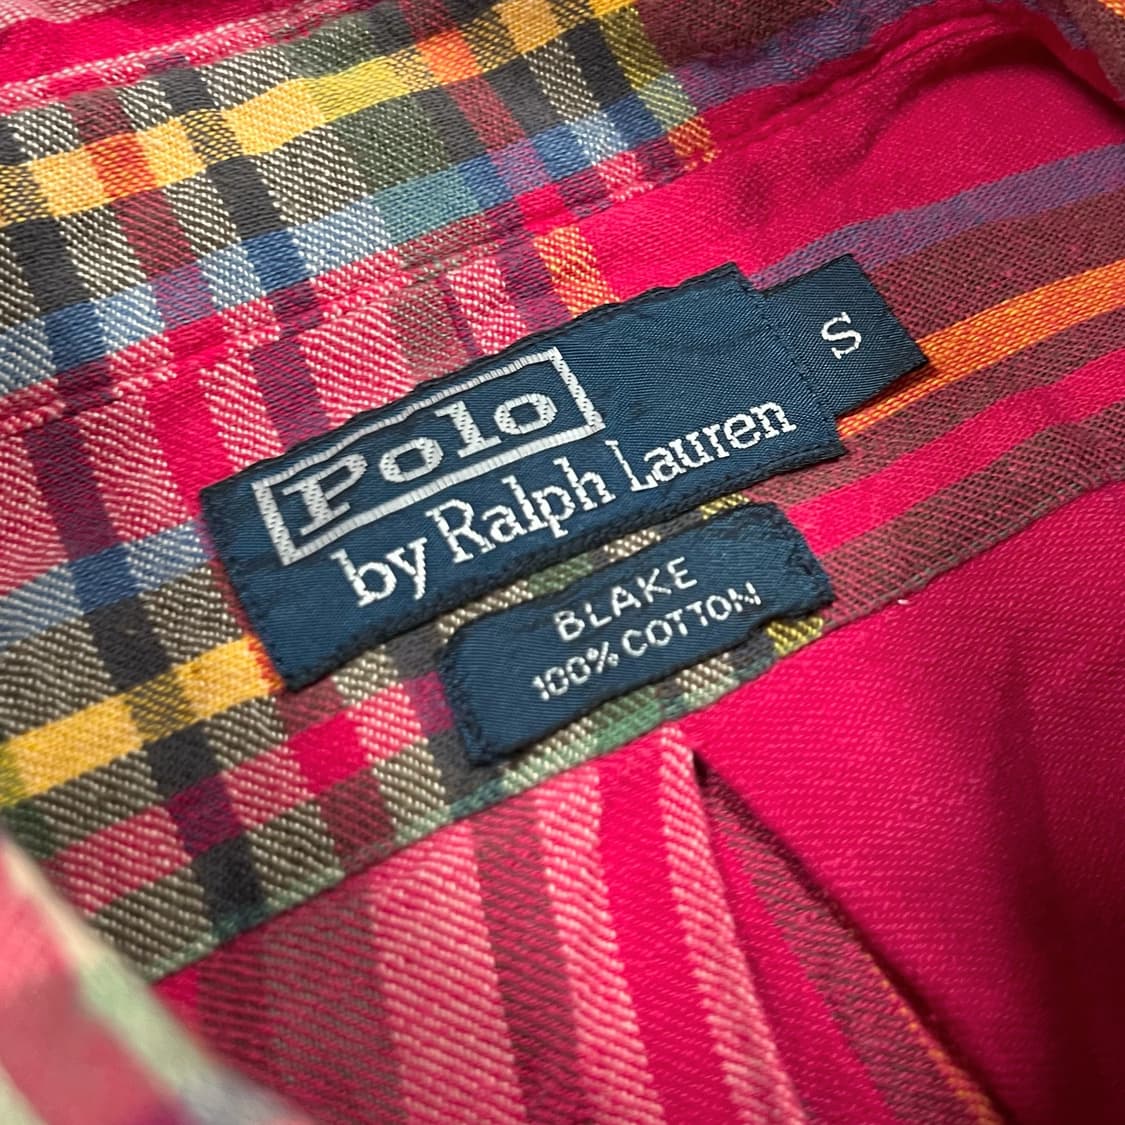 Polo
by Ralph Lauren
S
BLAKE
100% COTTON